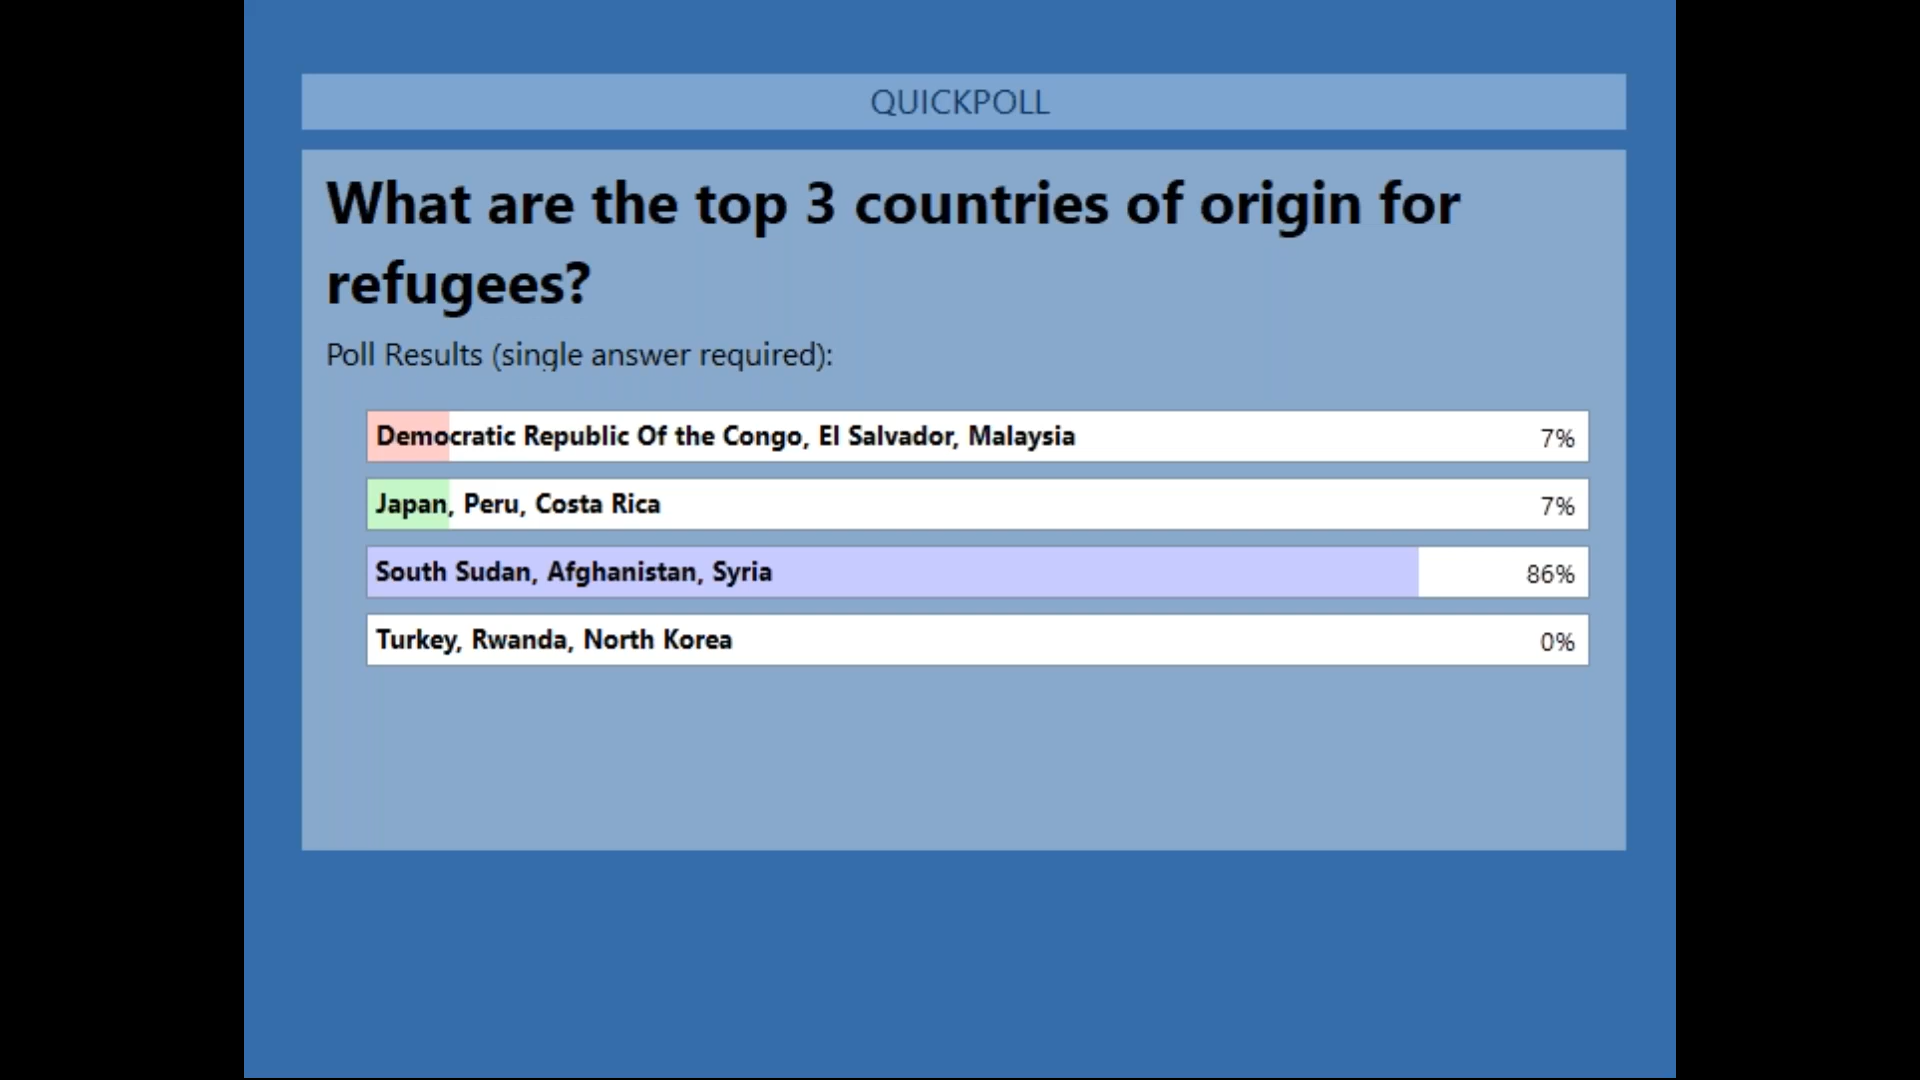 QUICKPOLL
What are the top 3 countries of origin for
refugees?
Poll Results (single answer required):
Democratic Republic Of the Congo, El Salvador, Malaysia 7%
Japan, Peru, Costa Rica 7%
South Sudan, Afghanistan, Syria 86%
Turkey, Rwanda, North Korea 0%